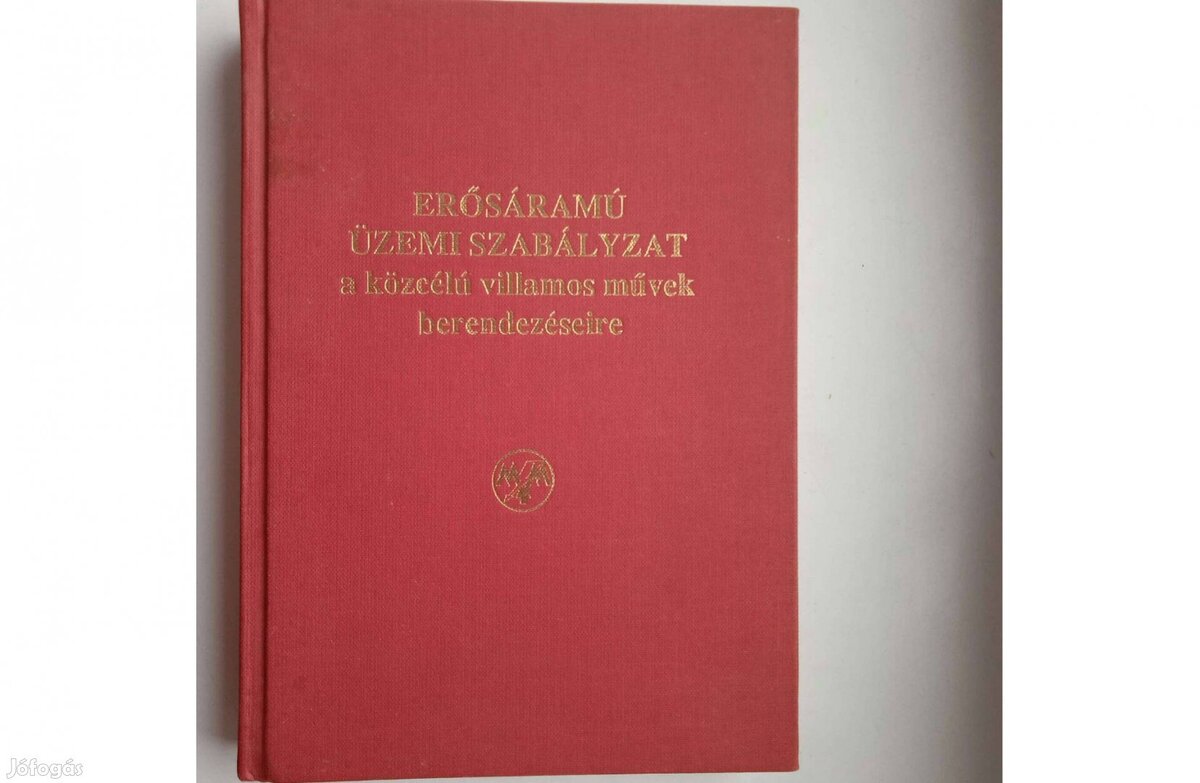 ERŐSÁRAMÚ
ÜZEMI SZABÁLYZAT
a közcélú villamos művek
berendezéseire
Jófogás